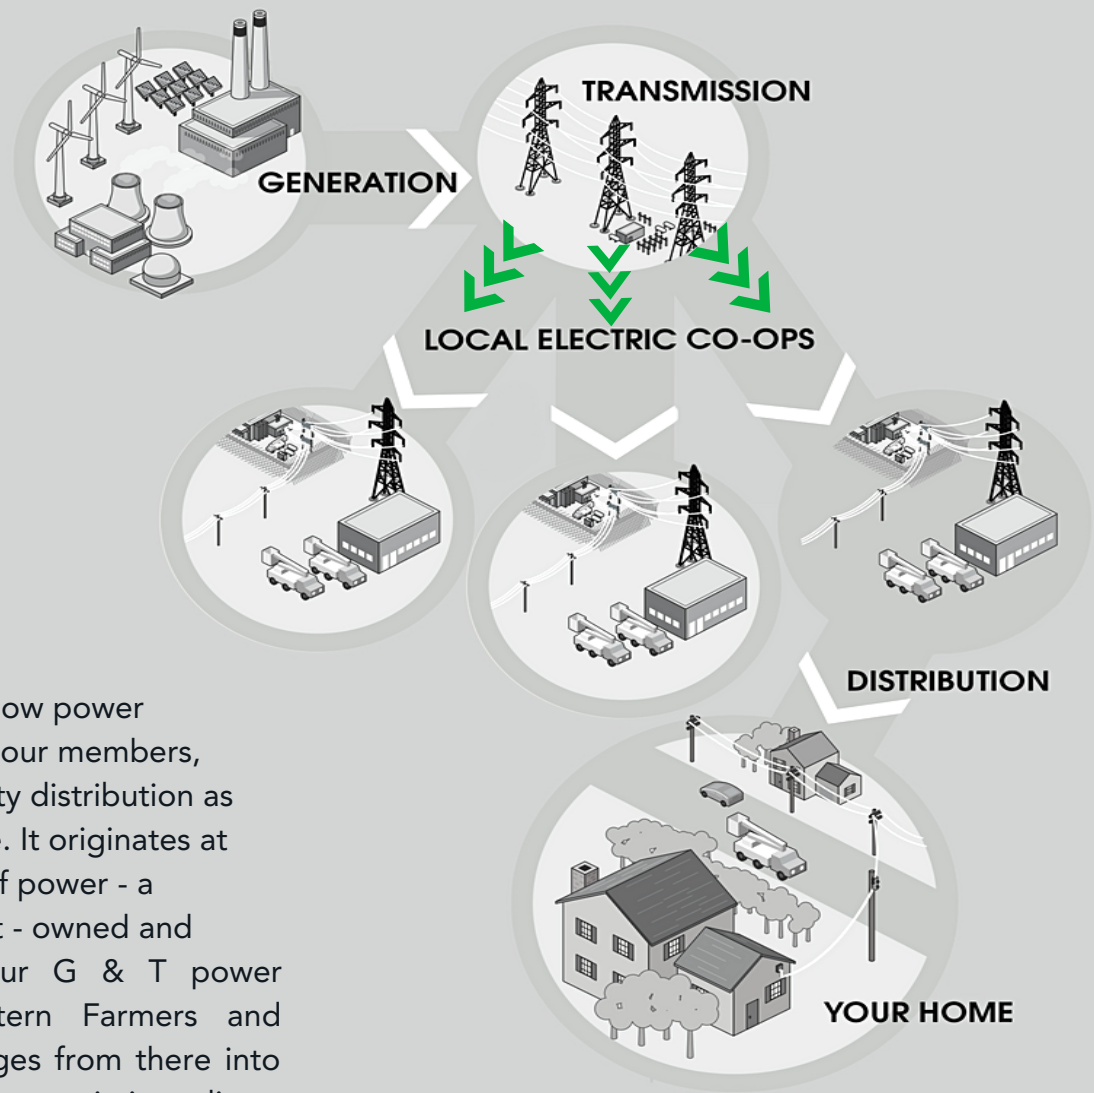 TRANSMISSION
GENERATION
LOCAL ELECTRIC CO-OPS
DISTRIBUTION
YOUR HOME
ow power
our members,
ty distribution as
. It originates at
f power - a
t - owned and
ur G & T power
tern Farmers and
ges from there into